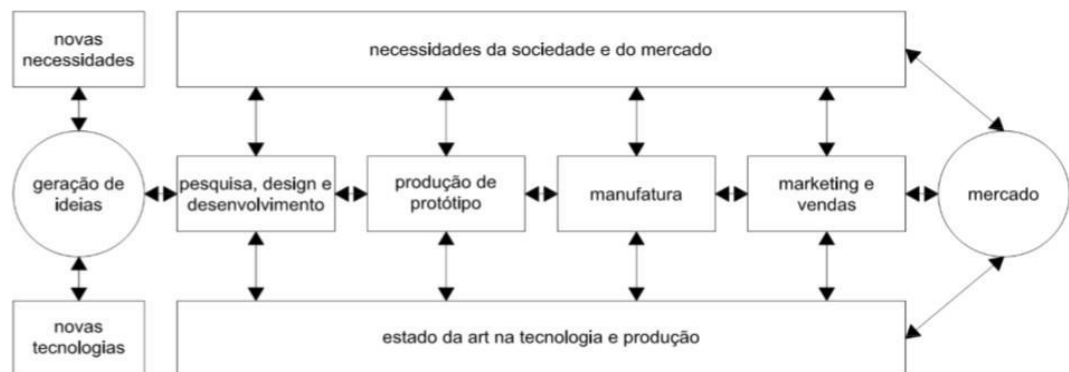 novas
necessidades
necessidades da sociedade e do mercado
geração de
ideias
pesquisa, design e
desenvolvimento
produção de
protótipo
manufatura
marketing e
vendas
mercado
novas
tecnologias
estado da art na tecnologia e produção